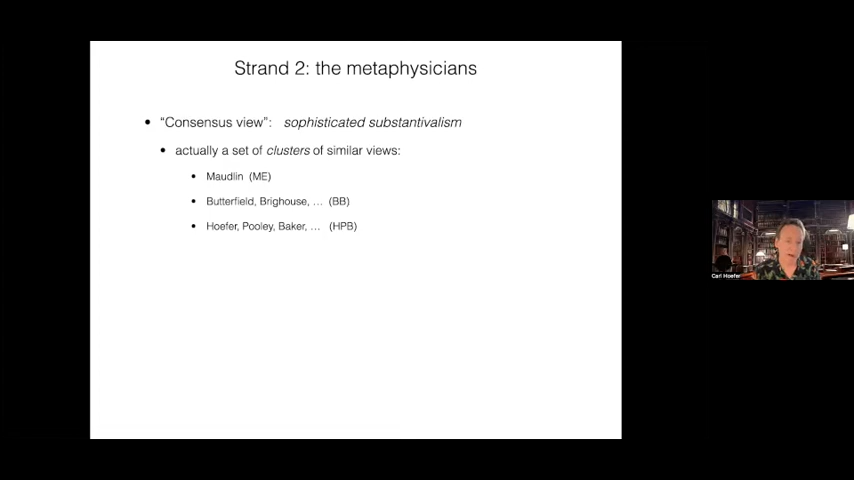 Strand 2: the metaphysicians
• “Consensus view”: sophisticated substantivalism
• actually a set of clusters of similar views:
• Maudlin (ME)
• Butterfield, Brighouse, … (BB)
• Hoefer, Pooley, Baker, … (HPB)
Carl Hoefer